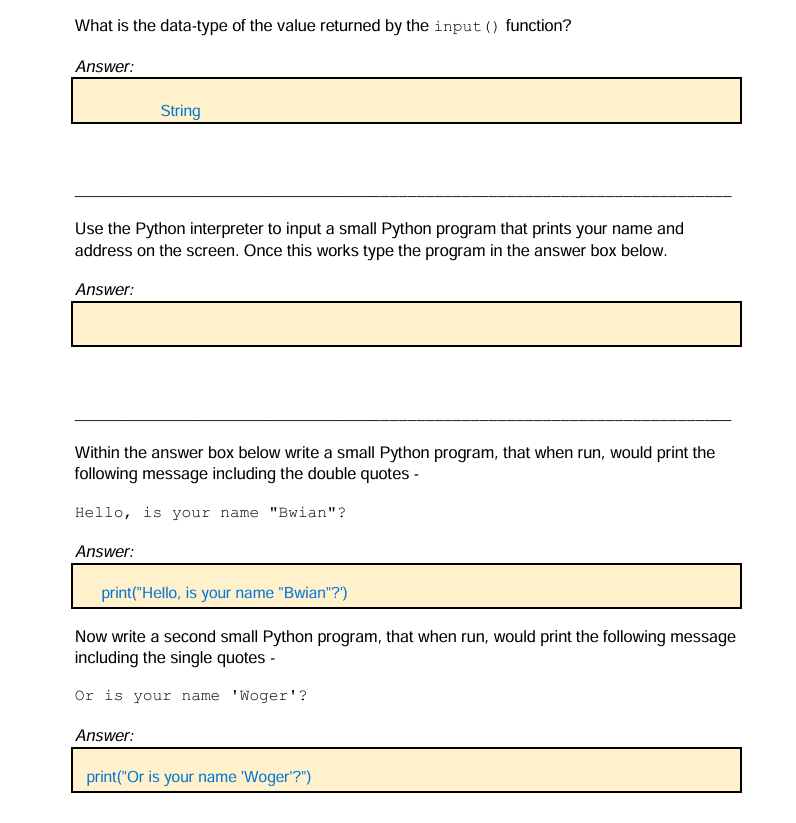 What is the data-type of the value returned by the input() function?
Answer:
String
Use the Python interpreter to input a small Python program that prints your name and
address on the screen. Once this works type the program in the answer box below.
Answer:
Within the answer box below write a small Python program, that when run, would print the
following message including the double quotes -
Hello, is your name "Bwian"?
Answer:
print("Hello, is your name "Bwian"?')
Now write a second small Python program, that when run, would print the following message
including the single quotes -
Or is your name 'Woger'?
Answer:
print("Or is your name 'Woger'?")